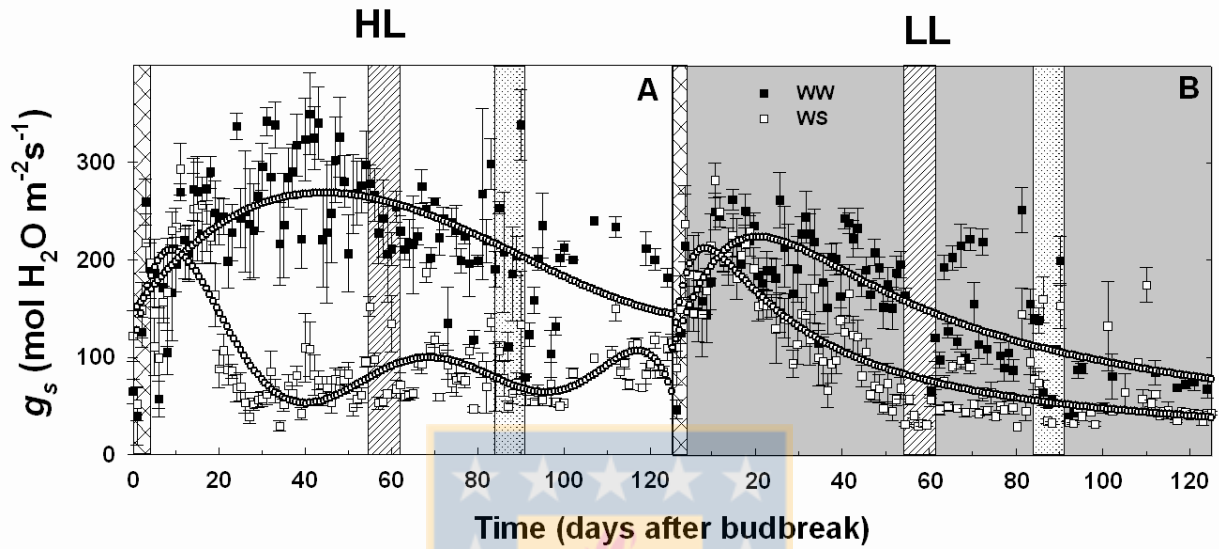 HL LL
A B
WW
WS
300
200
100
0
0 20 40 60 80 100 120 20 40 60 80 100 120
g_s (mol H₂O m⁻²s⁻¹)
Time (days after budbreak)